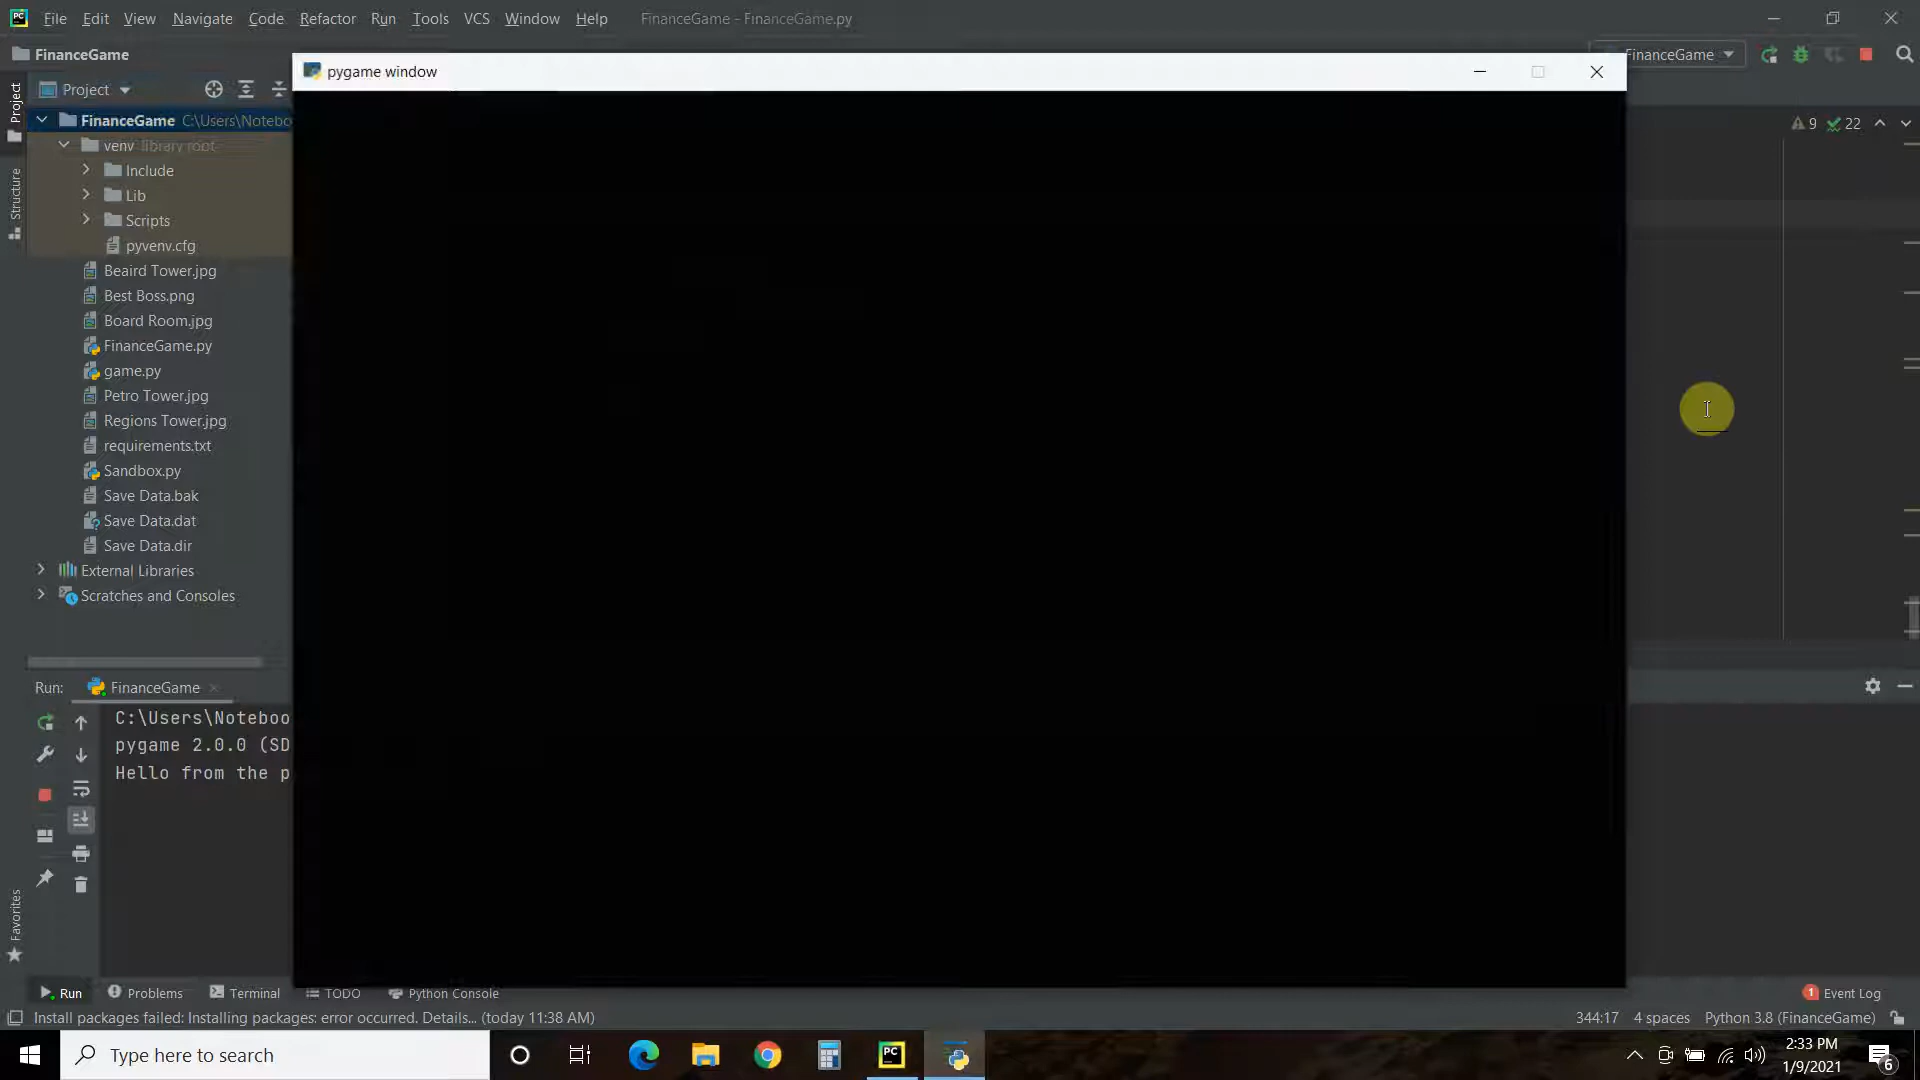 File Edit View Navigate Code Refactor Run Tools VCS Window Help FinanceGame - FinanceGame.py
FinanceGame
FinanceGame
pygame window
Project
Project
FinanceGame C:\Users\Notebo
9 22
venv library root
Include
Lib
Structure
Scripts
pyvenv.cfg
Beaird Tower.jpg
Best Boss.png
Board Room.jpg
FinanceGame.py
game.py
Petro Tower.jpg
Regions Tower.jpg
requirements.txt
Sandbox.py
Save Data.bak
Save Data.dat
Save Data.dir
External Libraries
Scratches and Consoles
Run: FinanceGame
C:\Users\Noteboo
pygame 2.0.0 (SD
Hello from the p
Favorites
Run Problems Terminal TODO Python Console
1 Event Log
Install packages failed: Installing packages: error occurred. Details... (today 11:38 AM)
344:17 4 spaces Python 3.8 (FinanceGame)
Type here to search
PC
2:33 PM
1/9/2021
6